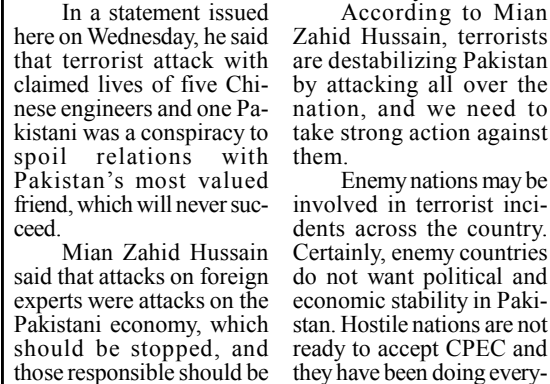 In a statement issued
here on Wednesday, he said
that terrorist attack with
claimed lives of five Chi-
nese engineers and one Pa-
kistani was a conspiracy to
spoil relations with
Pakistan's most valued
friend, which will never suc-
ceed.
Mian Zahid Hussain
said that attacks on foreign
experts were attacks on the
Pakistani economy, which
should be stopped, and
those responsible should be
According to Mian
Zahid Hussain, terrorists
are destabilizing Pakistan
by attacking all over the
nation, and we need to
take strong action against
them.
Enemy nations may be
involved in terrorist inci-
dents across the country.
Certainly, enemy countries
do not want political and
economic stability in Paki-
stan. Hostile nations are not
ready to accept CPEC and
they have been doing every-